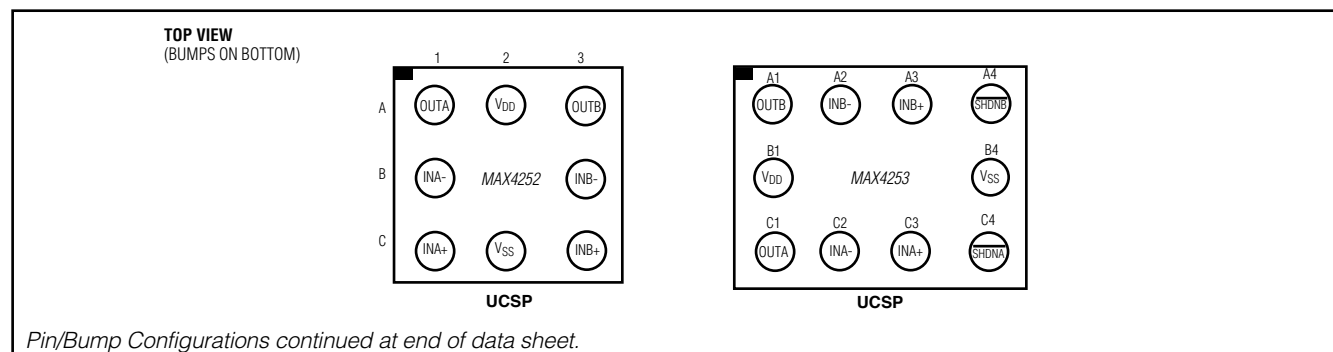 TOP VIEW
(BUMPS ON BOTTOM)
1 2 3
A OUTA VDD OUTB
B INA- MAX4252 INB-
C INA+ VSS INB+
UCSP
A1 A2 A3 A4
OUTB INB- INB+ SHDNB
B1 B4
VDD MAX4253 VSS
C1 C2 C3 C4
OUTA INA- INA+ SHDNA
UCSP
Pin/Bump Configurations continued at end of data sheet.